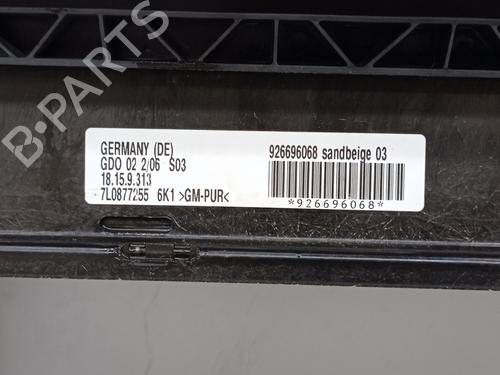 B-PARTS
GERMANY (DE)
GDO 02 2/06 S03
18.15.9.313
7L0877255 6K1 >GM-PUR<
926696068 sandbeige 03
*926696068*